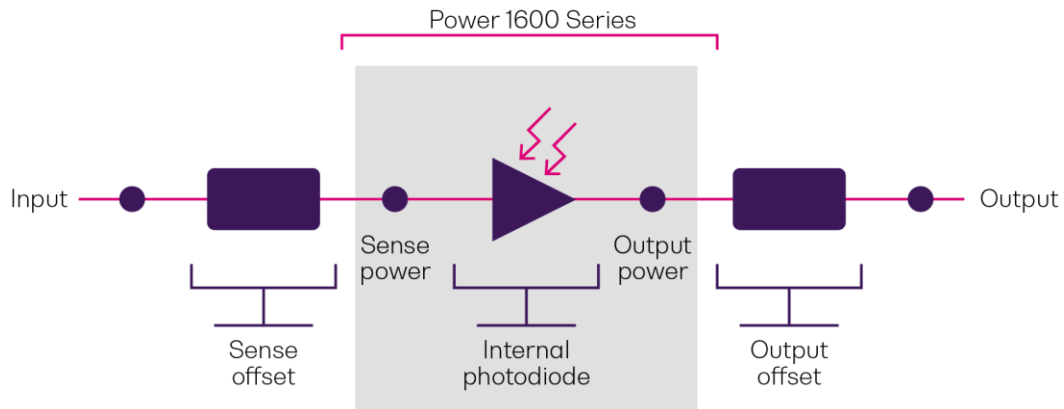 Power 1600 Series
Input
Output
Sense
power
Output
power
Sense
offset
Internal
photodiode
Output
offset